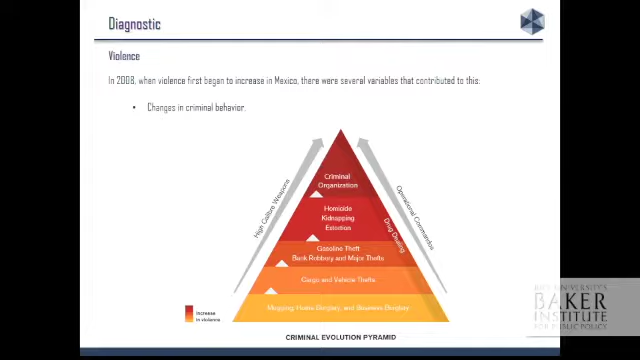 Diagnostic
Violence
In 2008, when violence first began to increase in Mexico, there were several variables that contributed to this:
• Changes in criminal behavior.
Criminal
Organization
High Calibre Weapons
Operational Commandos
Homicide
Kidnapping
Extortion
Drug Dealing
Gasoline Theft
Bank Robbery and Major Thefts
Cargo and Vehicle Thefts
Mugging, Home Burglary, and Business Burglary
Increase
in violence
CRIMINAL EVOLUTION PYRAMID
RICE UNIVERSITY'S
BAKER
INSTITUTE
FOR PUBLIC POLICY